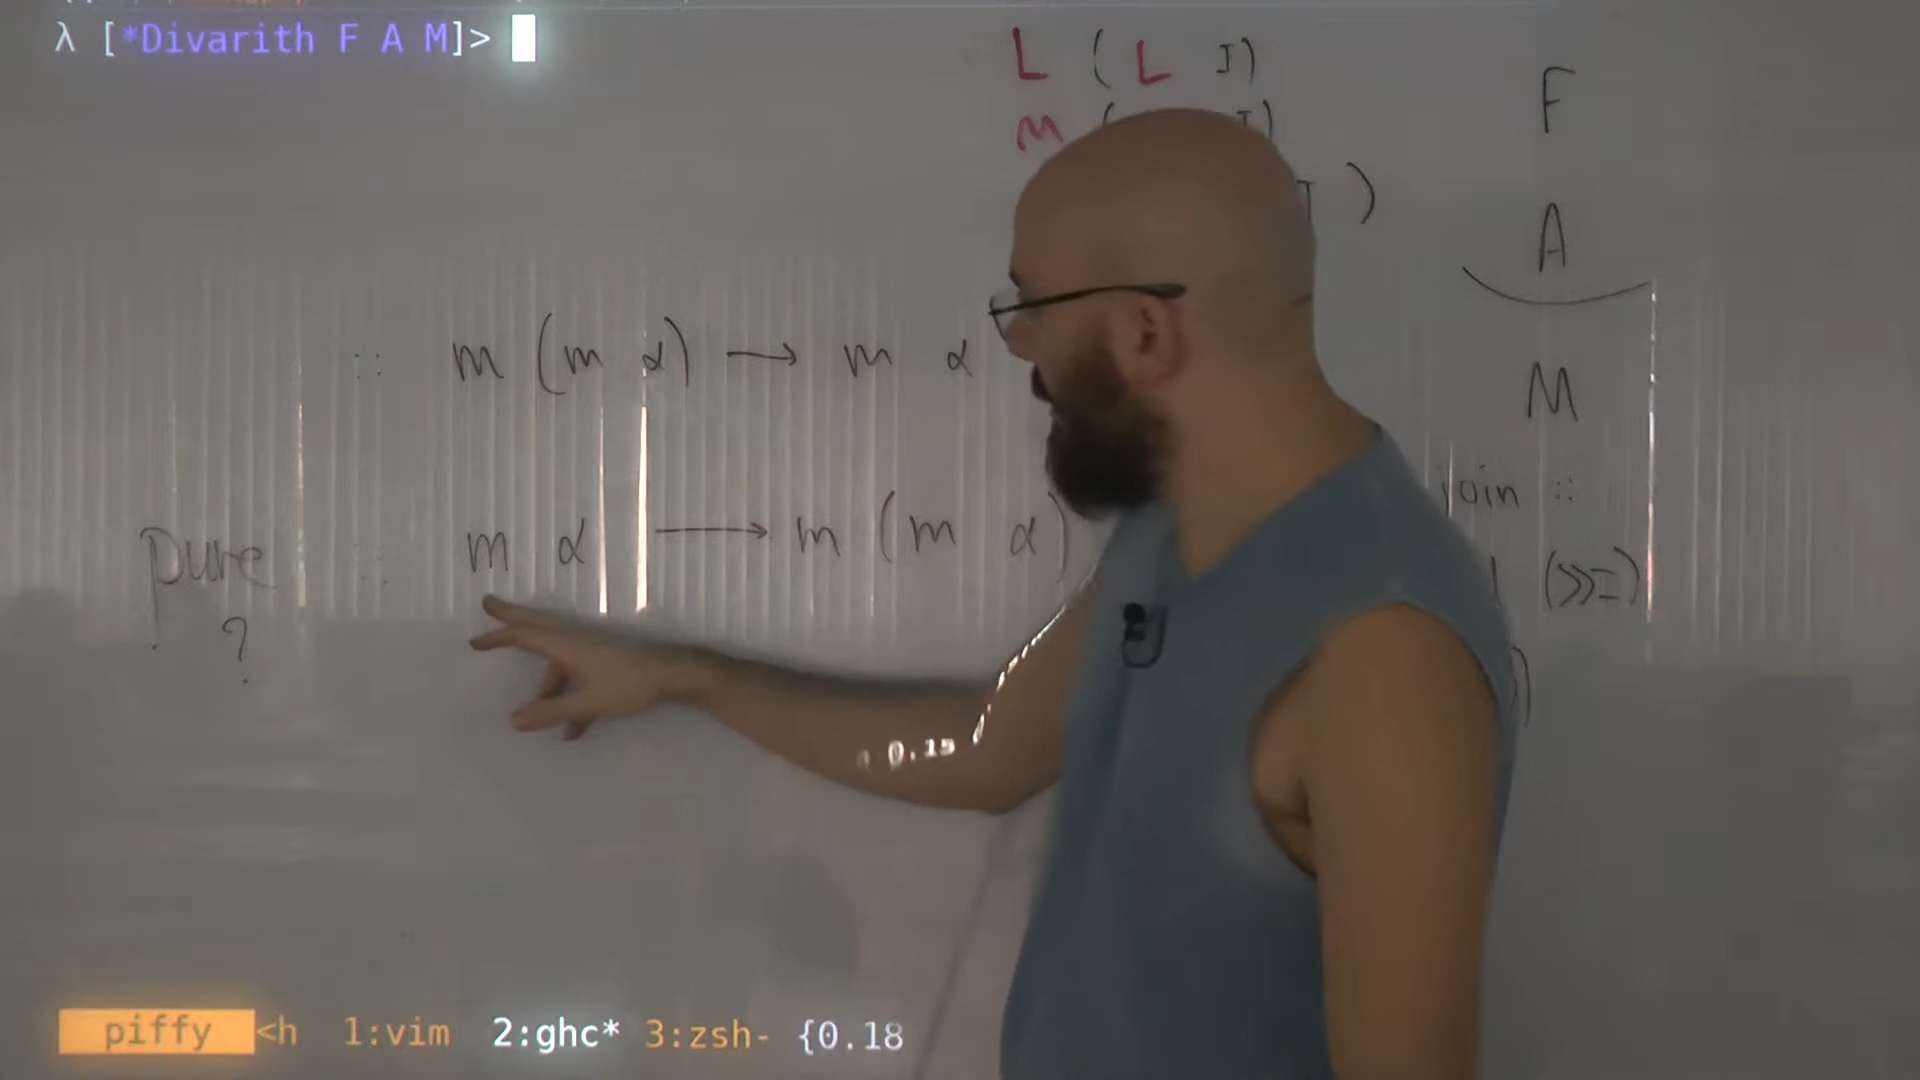 λ [*Divarith F A M]>
L ( L I)
M ( I)
I )
F
A
M
:: m (m α) → m α
pure :: m α → m (m α)
?
join ::
(>>=)
)
0.15
piffy <h 1:vim 2:ghc* 3:zsh- {0.18